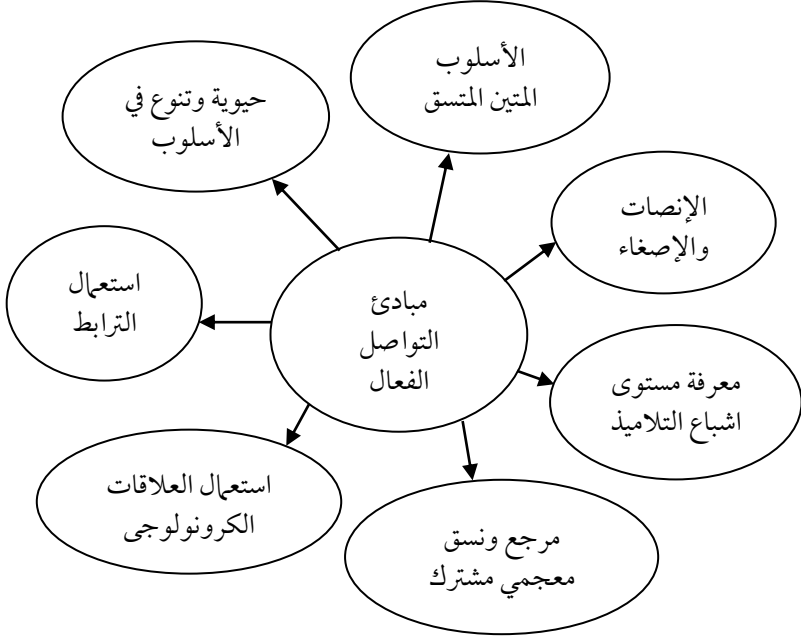 الأسلوب
المتين المتسق
حيوية وتنوع في
الأسلوب
الإنصات
والإصغاء
استعمال
الترابط
مبادئ
التواصل
الفعال
معرفة مستوى
اشباع التلاميذ
استعمال العلاقات
الكرونولوجى
مرجع ونسق
معجمي مشترك